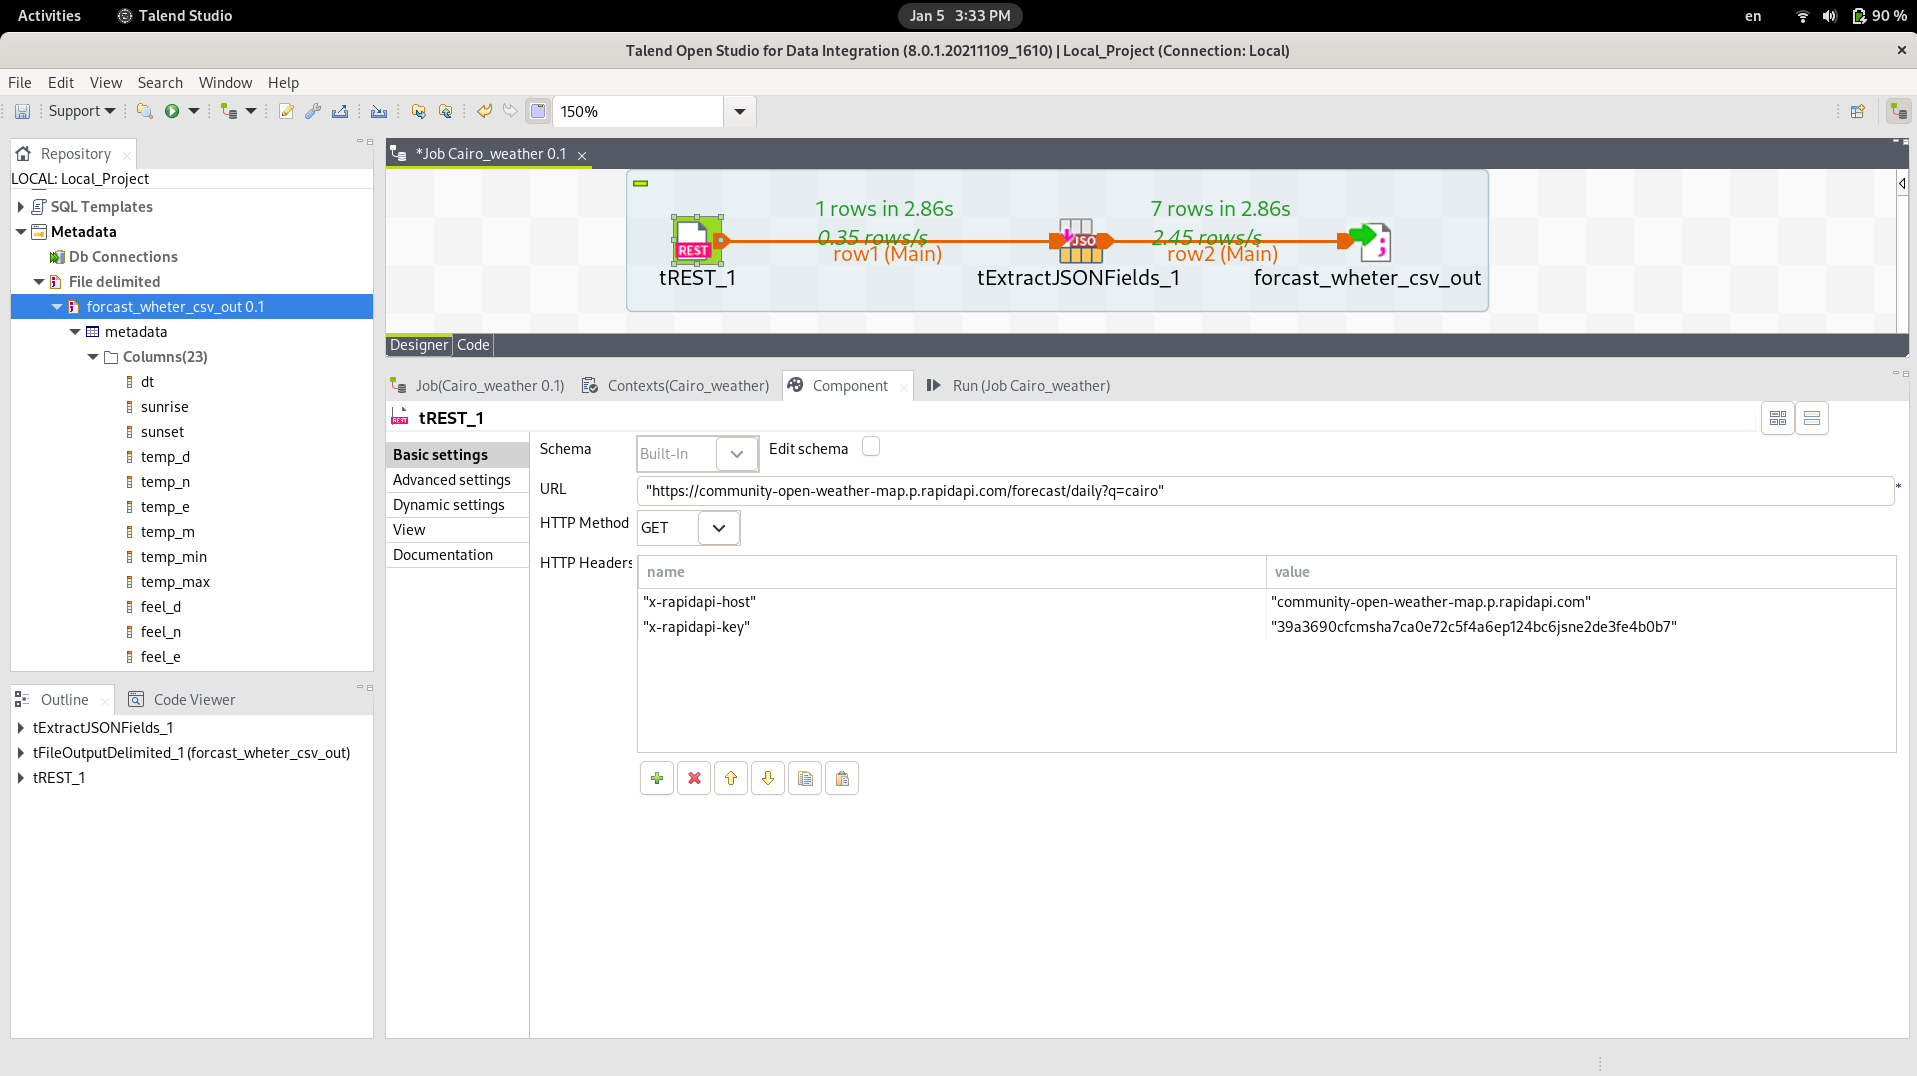 Activities Talend Studio Jan 5 3:33 PM en 90 %
Talend Open Studio for Data Integration (8.0.1.20211109_1610) | Local_Project (Connection: Local)
File Edit View Search Window Help
Support 150%
Repository
LOCAL: Local_Project
SQL Templates
Metadata
Db Connections
File delimited
forcast_wheter_csv_out 0.1
metadata
Columns(23)
dt
sunrise
sunset
temp_d
temp_n
temp_e
temp_m
temp_min
temp_max
feel_d
feel_n
feel_e
Outline Code Viewer
tExtractJSONFields_1
tFileOutputDelimited_1 (forcast_wheter_csv_out)
tREST_1
*Job Cairo_weather 0.1
1 rows in 2.86s 7 rows in 2.86s
0.35 rows/s 2.45 rows/s
REST JSO ;
row1 (Main) row2 (Main)
tREST_1 tExtractJSONFields_1 forcast_wheter_csv_out
Designer Code
Job(Cairo_weather 0.1) Contexts(Cairo_weather) Component Run (Job Cairo_weather)
REST tREST_1
Basic settings
Advanced settings
Dynamic settings
View
Documentation
Schema Built-In Edit schema
URL "https://community-open-weather-map.p.rapidapi.com/forecast/daily?q=cairo" *
HTTP Method GET
HTTP Headers
name value
"x-rapidapi-host" "community-open-weather-map.p.rapidapi.com"
"x-rapidapi-key" "39a3690cfcmsha7ca0e72c5f4a6ep124bc6jsne2de3fe4b0b7"